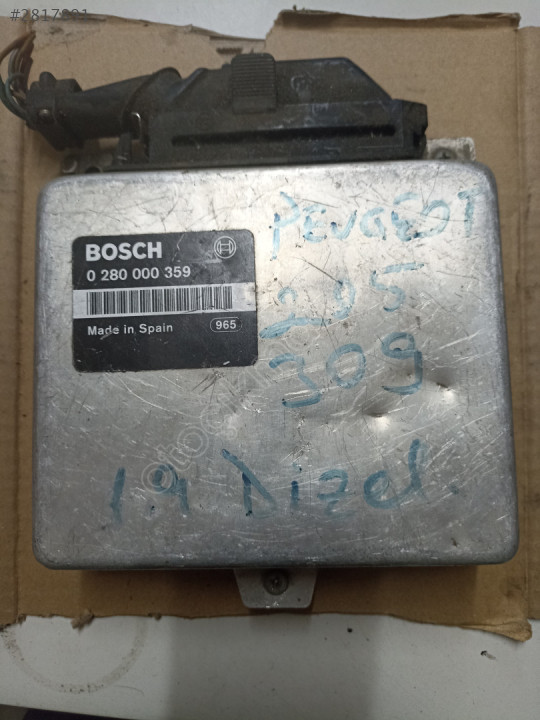 BOSCH
0 280 000 359
Made in Spain 965
PEUGEOT
205
309
1.9 Dizel.